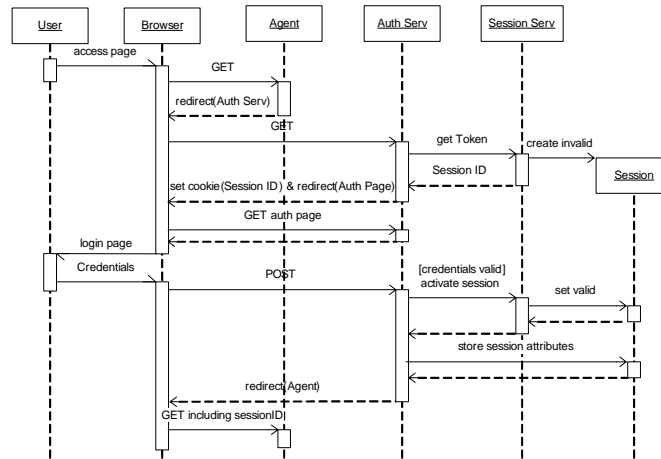 User
Browser
Agent
Auth Serv
Session Serv
access page
GET
redirect(Auth Serv)
GET
get Token
create invalid
Session ID
Session
set cookie(Session ID) & redirect(Auth Page)
GET auth page
login page
Credentials
POST
[credentials valid]
activate session
set valid
store session attributes
redirect(Agent)
GET including sessionID